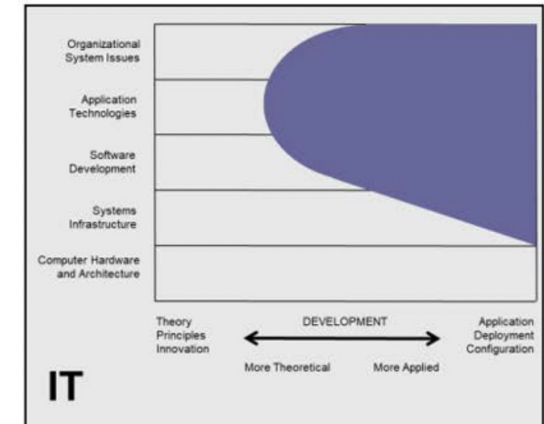 Organizational
System Issues
Application
Technologies
Software
Development
Systems
Infrastructure
Computer Hardware
and Architecture
Theory
Principles
Innovation
DEVELOPMENT
Application
Deployment
Configuration
More Theoretical
More Applied
IT